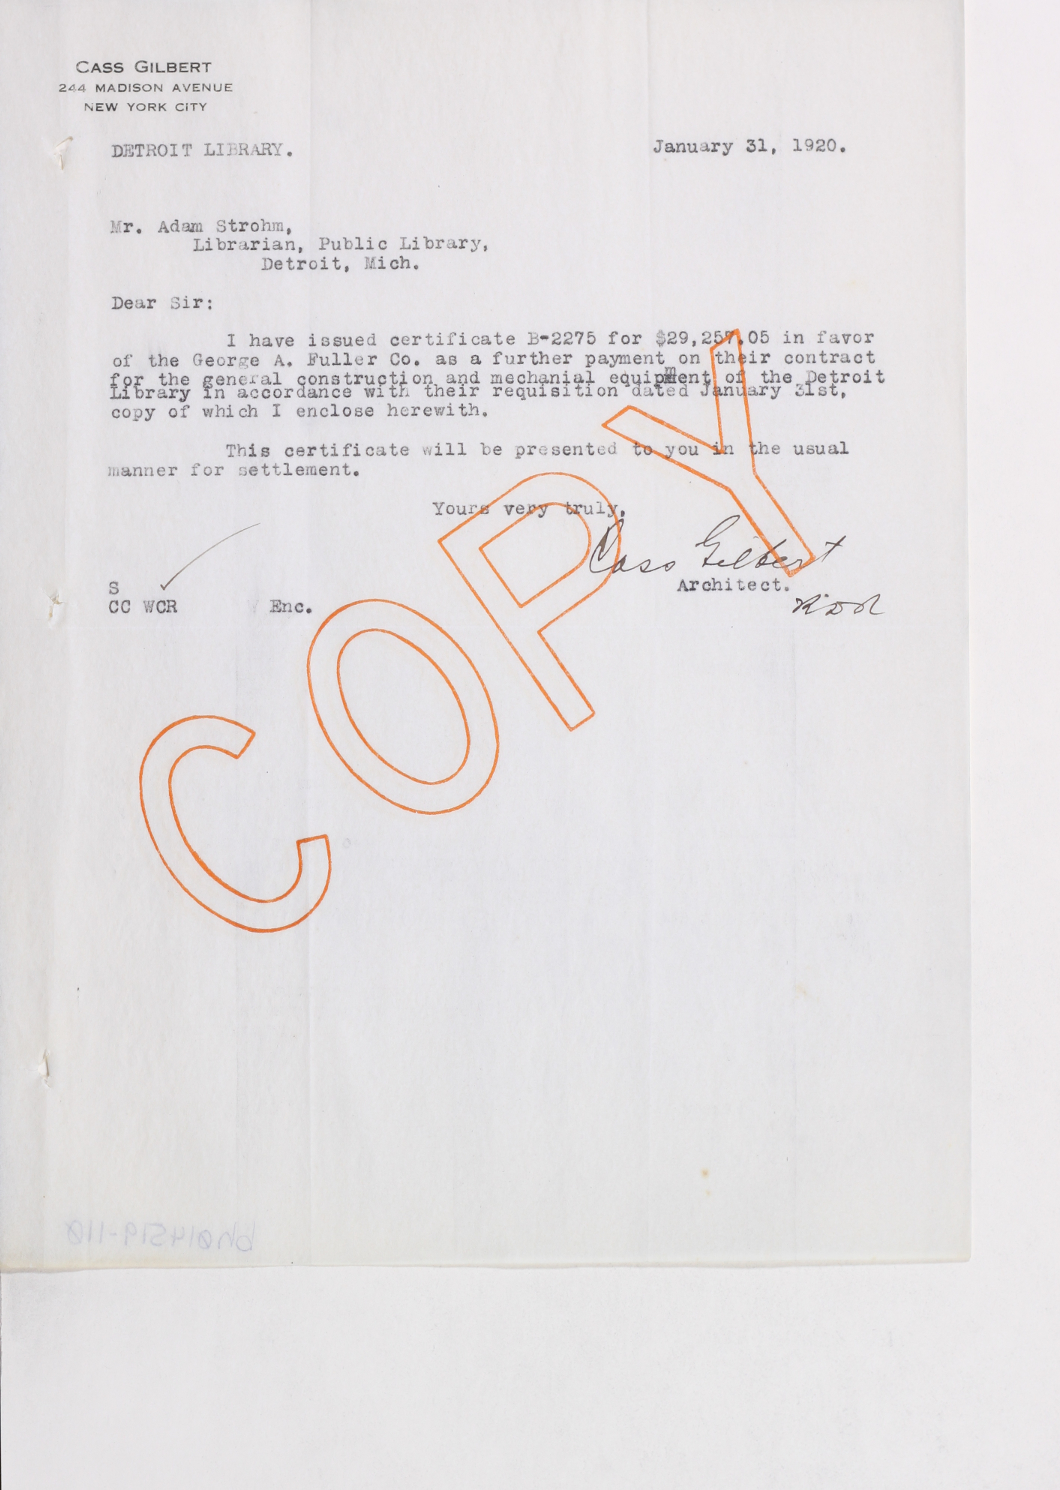 CASS GILBERT
244 MADISON AVENUE
NEW YORK CITY
DETROIT LIBRARY. January 31, 1920.
Mr. Adam Strohm,
Librarian, Public Library,
Detroit, Mich.
Dear Sir:
I have issued certificate B-2275 for $29,257.05 in favor
of the George A. Fuller Co. as a further payment on their contract
for the general construction and mechanial equipment of the Detroit
Library in accordance with their requisition dated January 31st,
copy of which I enclose herewith.
This certificate will be presented to you in the usual
manner for settlement.
Yours very truly,
Cass Gilbert
Architect.
S
CC WCR Enc.
COPY
bh014519-110